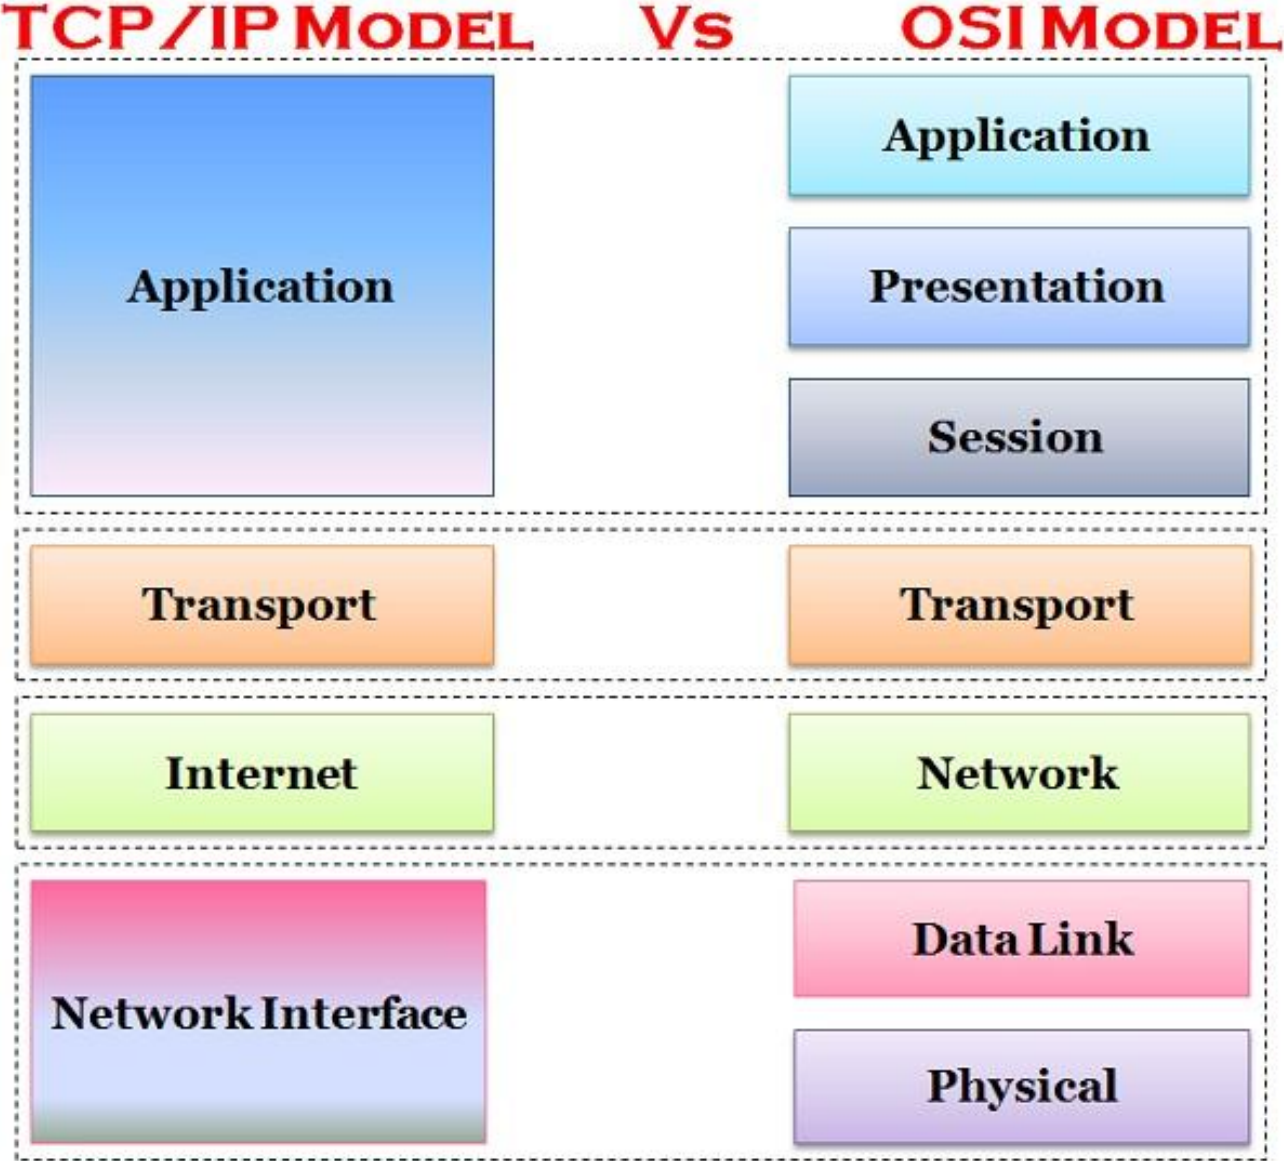 TCP/IP MODEL Vs OSI MODEL
Application
Application
Presentation
Session
Transport
Transport
Internet
Network
Network Interface
Data Link
Physical